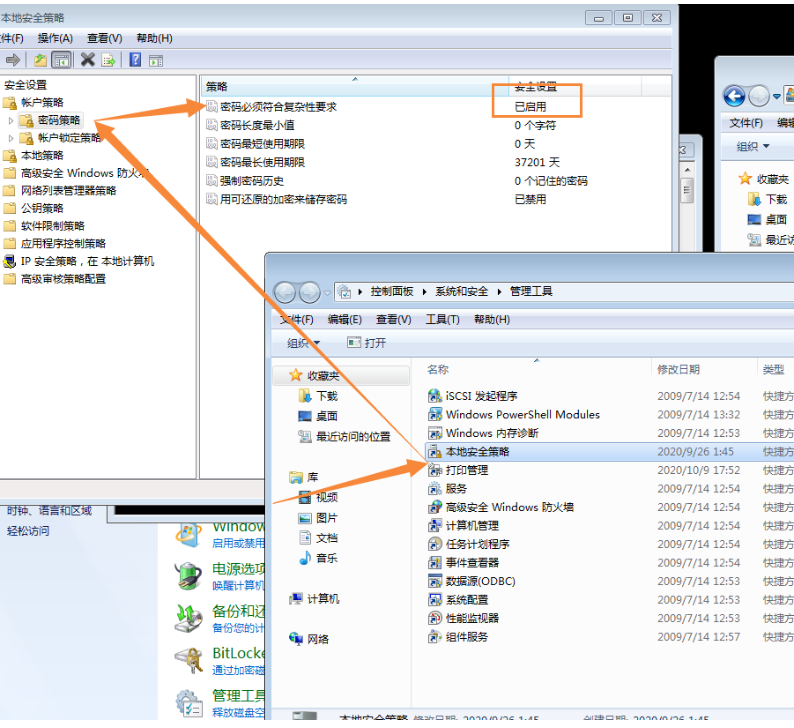 本地安全策略
件(F) 操作(A) 查看(V) 帮助(H)
安全设置
帐户策略
密码策略
帐户锁定策略
本地策略
高级安全 Windows 防火墙
网络列表管理器策略
公钥策略
软件限制策略
应用程序控制策略
IP 安全策略，在 本地计算机
高级审核策略配置
策略 安全设置
密码必须符合复杂性要求 已启用
密码长度最小值 0 个字符
密码最短使用期限 0 天
密码最长使用期限 37201 天
强制密码历史 0 个记住的密码
用可还原的加密来储存密码 已禁用
文件(F) 编辑
组织
收藏夹
下载
桌面
最近访
控制面板 系统和安全 管理工具
文件(F) 编辑(E) 查看(V) 工具(T) 帮助(H)
组织 打开
收藏夹
下载
桌面
最近访问的位置
库
视频
图片
文档
音乐
计算机
网络
名称 修改日期 类型
iSCSI 发起程序 2009/7/14 12:54 快捷方
Windows PowerShell Modules 2009/7/14 13:32 快捷方
Windows 内存诊断 2009/7/14 12:53 快捷方
本地安全策略 2020/9/26 1:45 快捷方
打印管理 2020/10/9 17:52 快捷方
服务 2009/7/14 12:54 快捷方
高级安全 Windows 防火墙 2009/7/14 12:54 快捷方
计算机管理 2009/7/14 12:54 快捷方
任务计划程序 2009/7/14 12:54 快捷方
事件查看器 2009/7/14 12:54 快捷方
数据源(ODBC) 2009/7/14 12:53 快捷方
系统配置 2009/7/14 12:53 快捷方
性能监视器 2009/7/14 12:53 快捷方
组件服务 2009/7/14 12:57 快捷方
时钟、语言和区域
轻松访问
Window
启用或禁用
电源选项
唤醒计算机
备份和还
备份您的计
BitLocke
通过加密磁
管理工具
释放磁盘空
本地安全策略 修改日期: 2020/9/26 1:45 创建日期: 2020/9/26 1:45